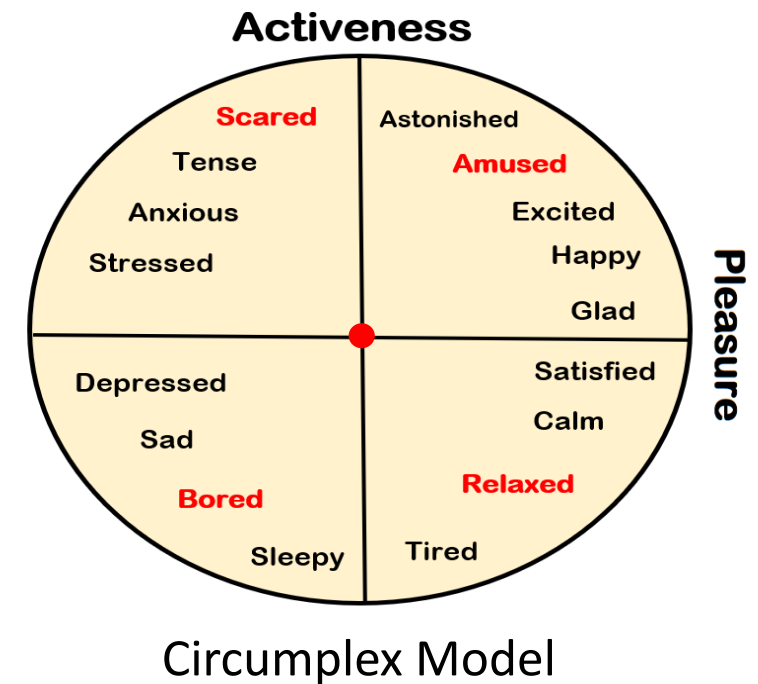 Activeness
Scared
Astonished
Tense
Amused
Anxious
Excited
Stressed
Happy
Glad
Pleasure
Depressed
Satisfied
Sad
Calm
Bored
Relaxed
Sleepy
Tired
Circumplex Model